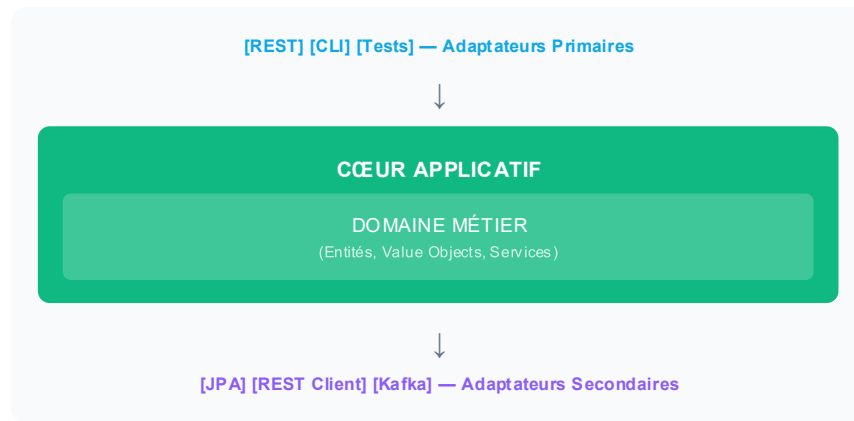 [REST] [CLI] [Tests] — Adaptateurs Primaires
↓
CŒUR APPLICATIF
DOMAINE MÉTIER
(Entités, Value Objects, Services)
↓
[JPA] [REST Client] [Kafka] — Adaptateurs Secondaires